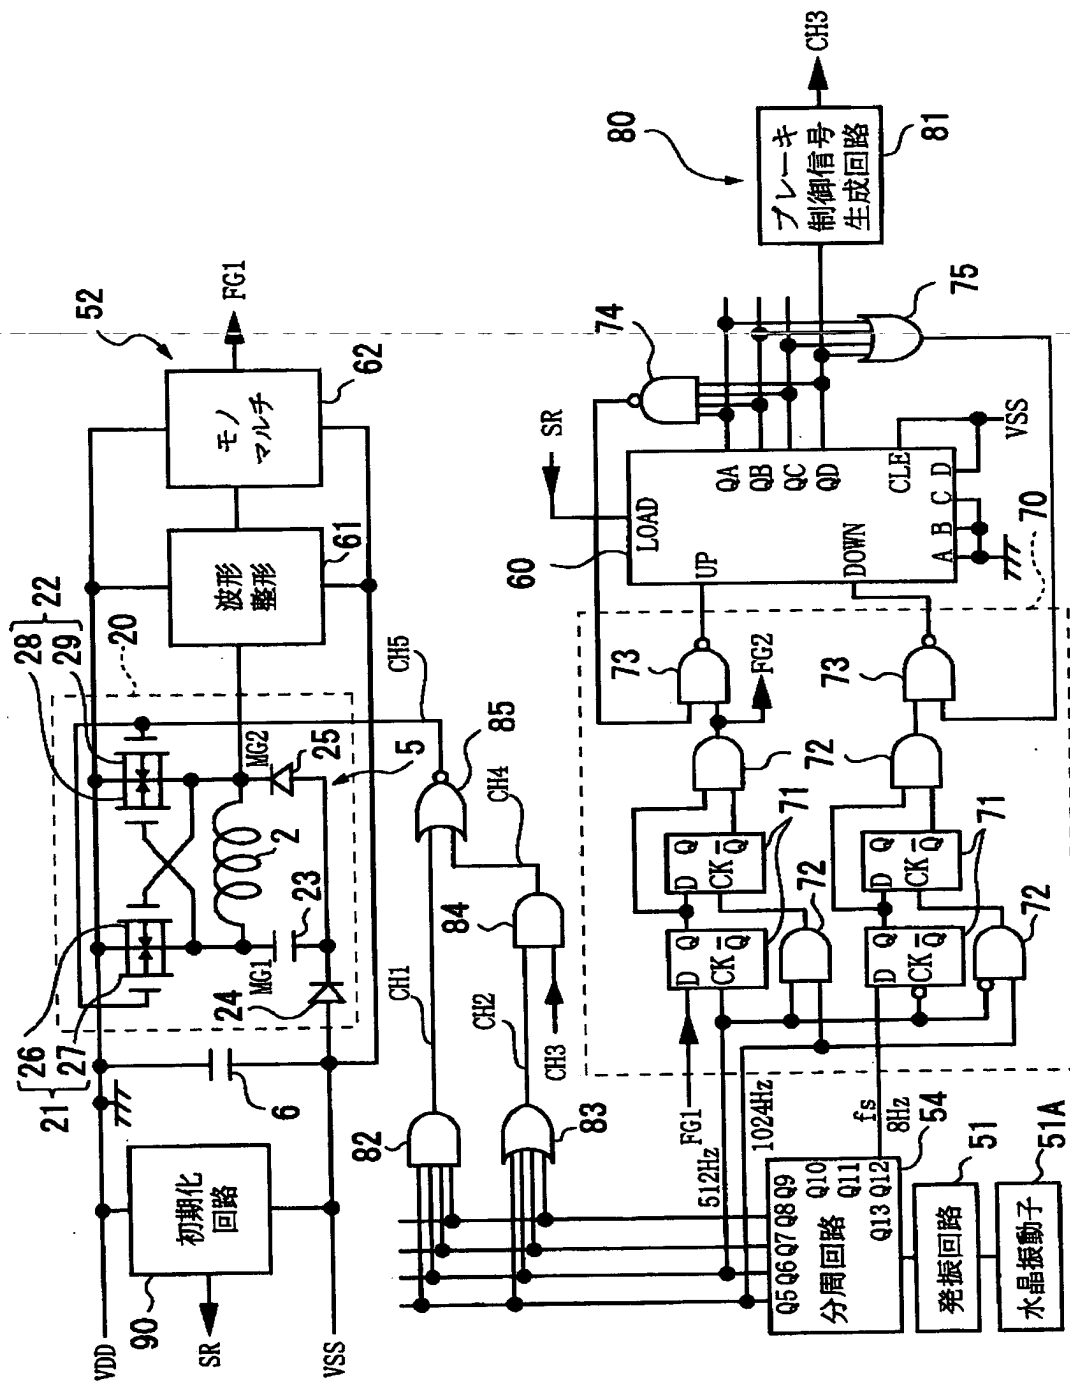 VDD
90
初期化
回路
SR
VSS
21
26
27
6
24
MG1
23
2
MG2
25
5
20
28
29
22
波形
整形
61
モノ
マルチ
62
52
FG1
CH5
85
CH4
84
CH1
CH2
CH3
82
83
Q5
Q6
Q7
Q8
Q9
Q10
Q11
Q12
Q13
分周回路
54
発振回路
51
水晶振動子
51A
512Hz
1024Hz
fs
8Hz
FG1
D
Q
CK
Q̅
D
Q
CK
Q̅
71
72
72
73
FG2
D
Q
CK
Q̅
D
Q
CK
Q̅
71
72
72
73
70
60
SR
LOAD
UP
DOWN
QA
QB
QC
QD
CLE
A
B
C
D
VSS
74
75
80
ブレーキ
制御信号
生成回路
81
CH3